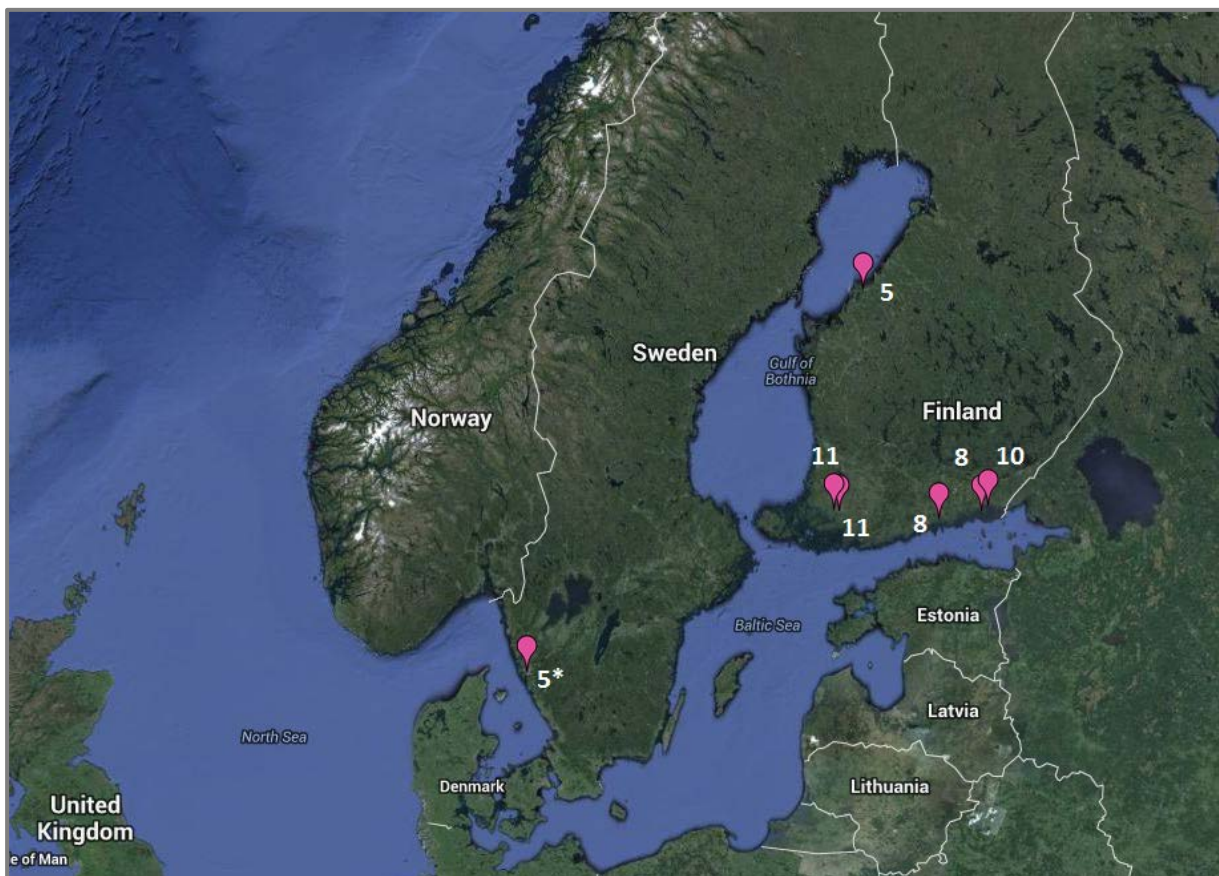 5
Sweden
Gulf of
Bothnia
Norway
Finland
11
8
10
11
8
Estonia
Baltic Sea
5*
Latvia
North Sea
Denmark
Lithuania
United
Kingdom
e of Man